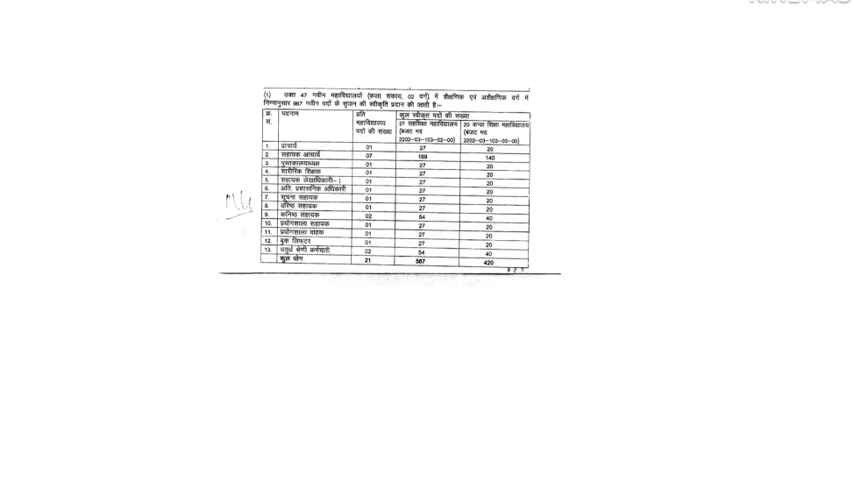 (1) उक्त 47 नवीन महाविद्यालयों (कला संकाय, 02 वर्ग) में शैक्षणिक एवं अशैक्षणिक वर्ग में
निम्नानुसार 987 नवीन पदों के सृजन की स्वीकृति प्रदान की जाती है:-
क्र. सं. पदनाम प्रति महाविद्यालय पदों की संख्या कुल स्वीकृत पदों की संख्या
27 सहशिक्षा महाविद्यालय (बजट मद 2202-03-103-02-00) 20 कन्या शिक्षा महाविद्यालय (बजट मद 2202-03-103-03-00)
1. प्राचार्य 01 27 20
2. सहायक आचार्य 07 189 140
3. पुस्तकालयाध्यक्ष 01 27 20
4. शारीरिक शिक्षक 01 27 20
5. सहायक लेखाधिकारी-। 01 27 20
6. अति. प्रशासनिक अधिकारी 01 27 20
7. सूचना सहायक 01 27 20
8. वरिष्ठ सहायक 01 27 20
9. कनिष्ठ सहायक 02 54 40
10. प्रयोगशाला सहायक 01 27 20
11. प्रयोगशाला वाहक 01 27 20
12. बुक लिफ्टर 01 27 20
13. चतुर्थ श्रेणी कर्मचारी 02 54 40
कुल योग 21 567 420